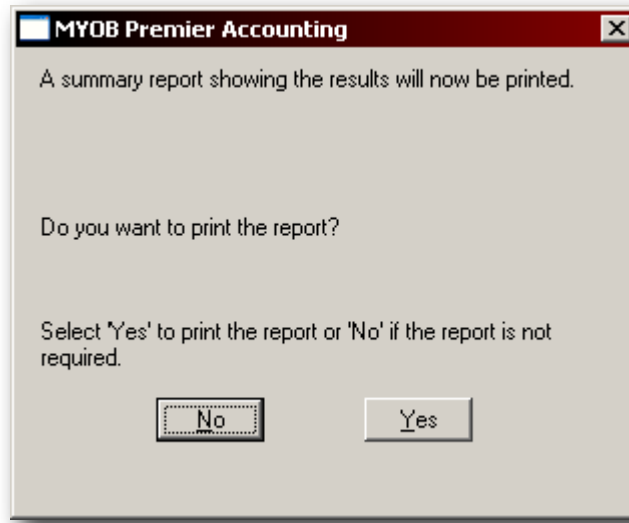 MYOB Premier Accounting
A summary report showing the results will now be printed.
Do you want to print the report?
Select 'Yes' to print the report or 'No' if the report is not
required.
No
Yes